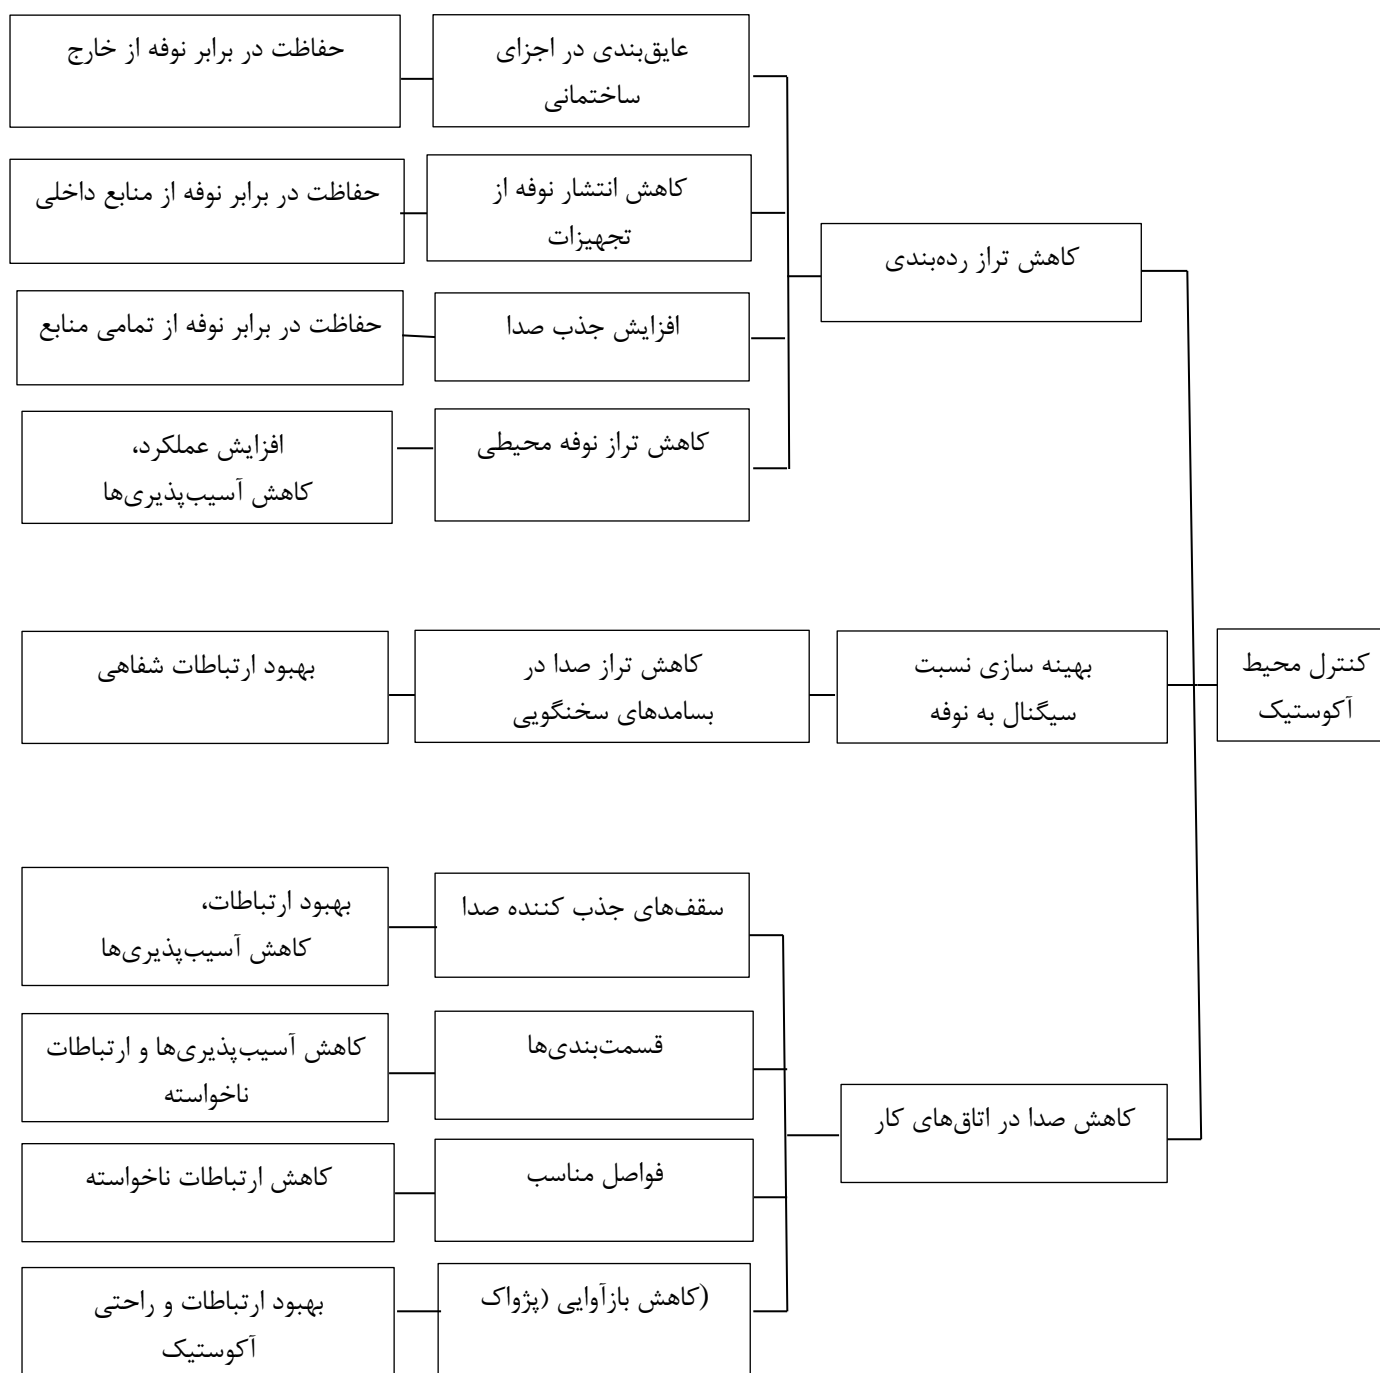 عایق‌بندی در اجزای
ساختمانی
حفاظت در برابر نوفه از خارج
کاهش انتشار نوفه از
تجهیزات
حفاظت در برابر نوفه از منابع داخلی
کاهش تراز رده‌بندی
افزایش جذب صدا
حفاظت در برابر نوفه از تمامی منابع
کاهش تراز نوفه محیطی
افزایش عملکرد،
کاهش آسیب‌پذیری‌ها
کنترل محیط
آکوستیک
بهینه سازی نسبت
سیگنال به نوفه
کاهش تراز صدا در
بسامدهای سخنگویی
بهبود ارتباطات شفاهی
سقف‌های جذب کننده صدا
بهبود ارتباطات،
کاهش آسیب‌پذیری‌ها
قسمت‌بندی‌ها
کاهش آسیب‌پذیری‌ها و ارتباطات
ناخواسته
کاهش صدا در اتاق‌های کار
فواصل مناسب
کاهش ارتباطات ناخواسته
(کاهش بازآوایی (پژواک
بهبود ارتباطات و راحتی
آکوستیک